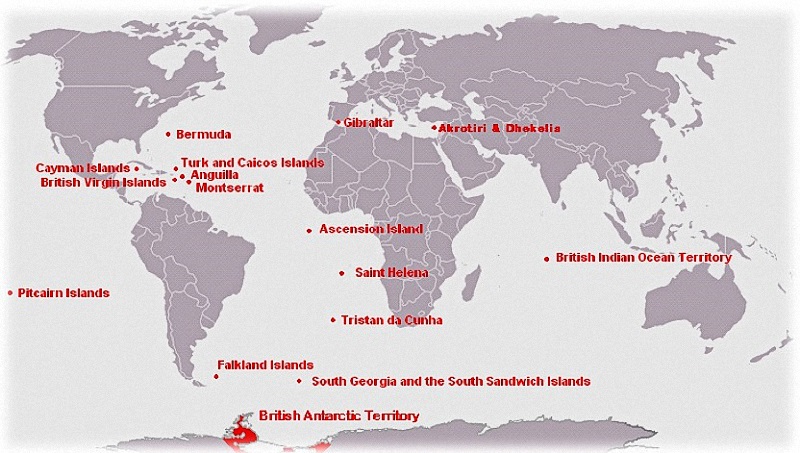 Gibraltar
Akrotiri & Dhekelia
Bermuda
Turk and Caicos Islands
Cayman Islands
Anguilla
British Virgin Islands
Montserrat
Ascension Island
British Indian Ocean Territory
Saint Helena
Pitcairn Islands
Tristan da Cunha
Falkland Islands
South Georgia and the South Sandwich Islands
British Antarctic Territory